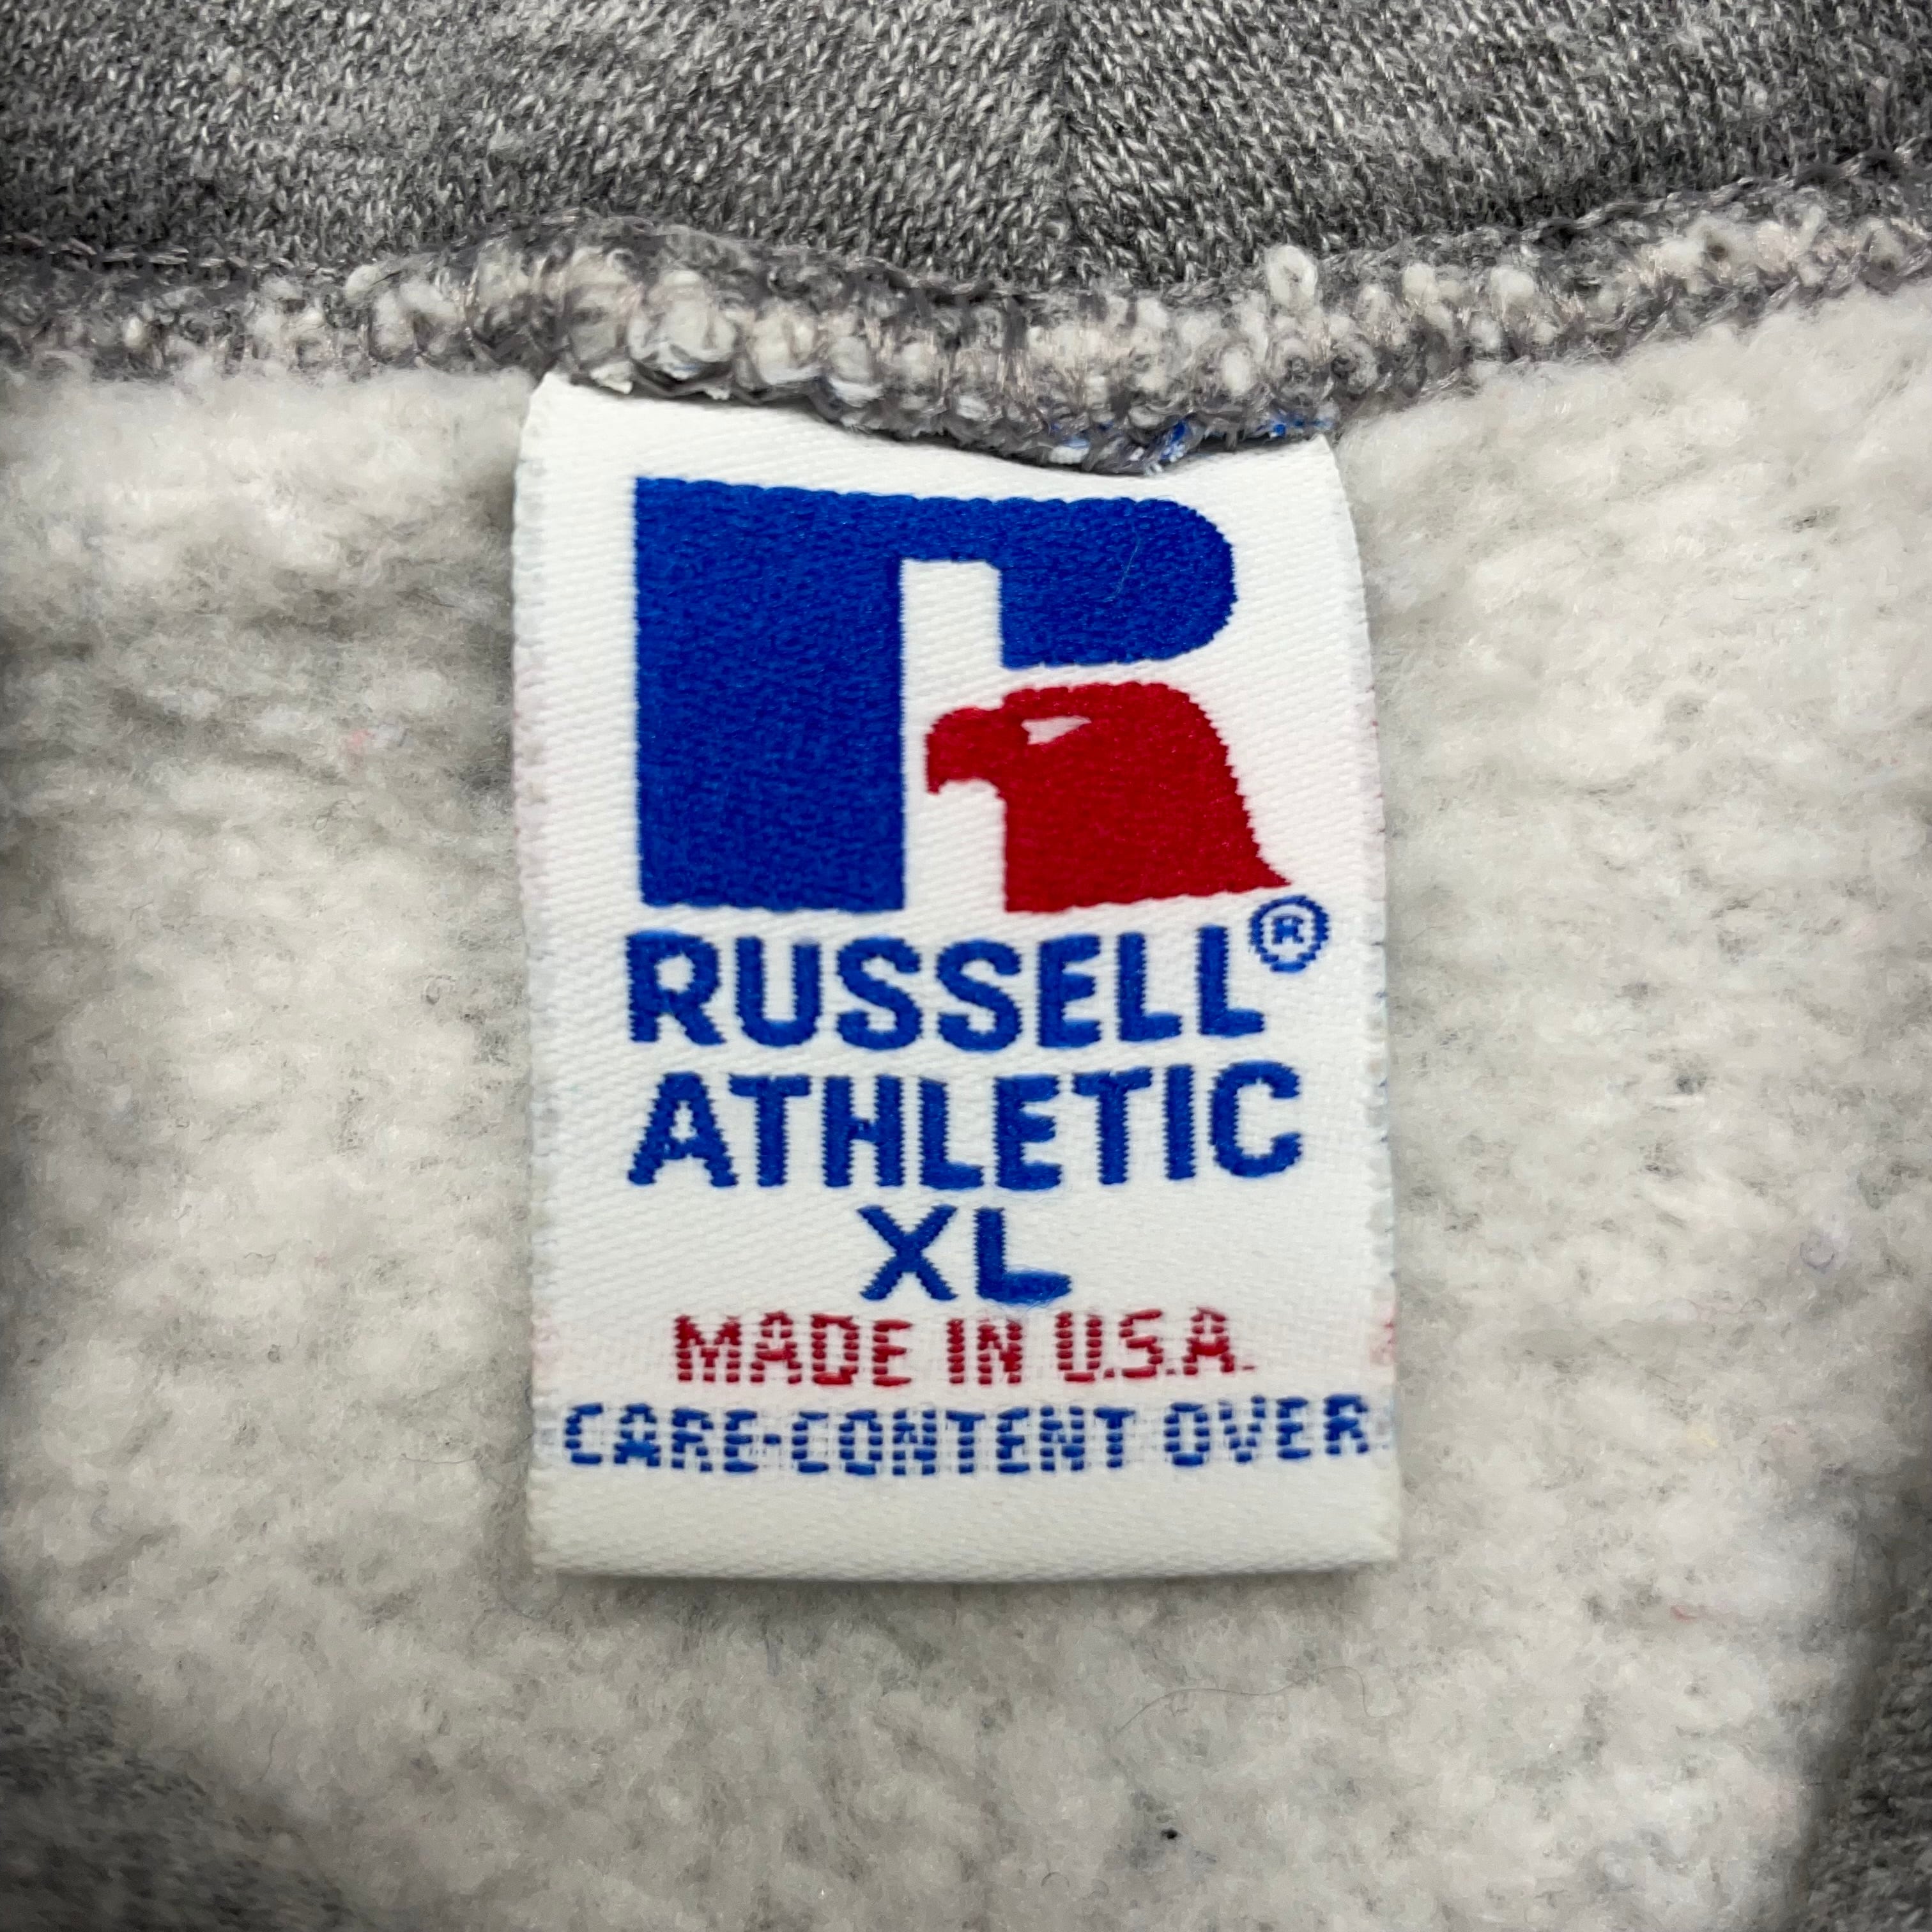 RUSSELL®
ATHLETIC
XL
MADE IN U.S.A.
CARE-CONTENT OVER